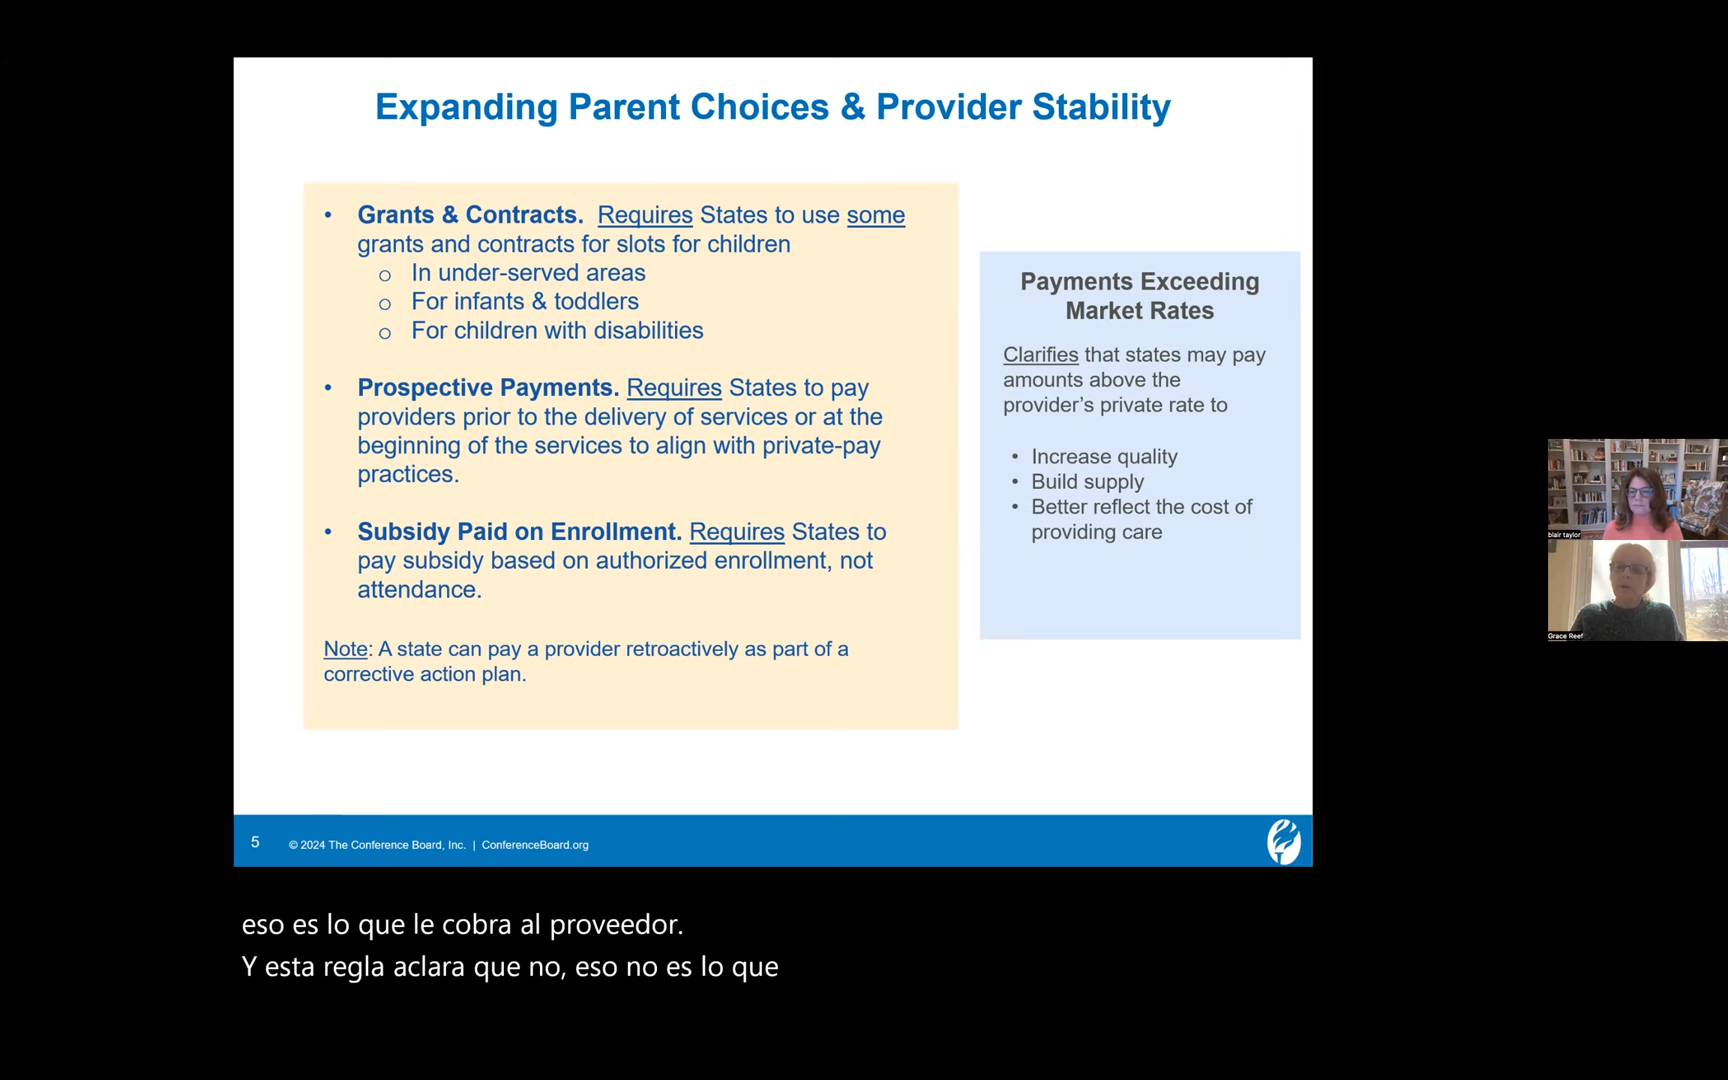 Expanding Parent Choices & Provider Stability
• Grants & Contracts. Requires States to use some
grants and contracts for slots for children
o In under-served areas
o For infants & toddlers
o For children with disabilities
• Prospective Payments. Requires States to pay
providers prior to the delivery of services or at the
beginning of the services to align with private-pay
practices.
• Subsidy Paid on Enrollment. Requires States to
pay subsidy based on authorized enrollment, not
attendance.
Note: A state can pay a provider retroactively as part of a
corrective action plan.
Payments Exceeding
Market Rates
Clarifies that states may pay
amounts above the
provider's private rate to
• Increase quality
• Build supply
• Better reflect the cost of
providing care
blair taylor
Grace Reef
5 © 2024 The Conference Board, Inc. | ConferenceBoard.org
eso es lo que le cobra al proveedor.
Y esta regla aclara que no, eso no es lo que